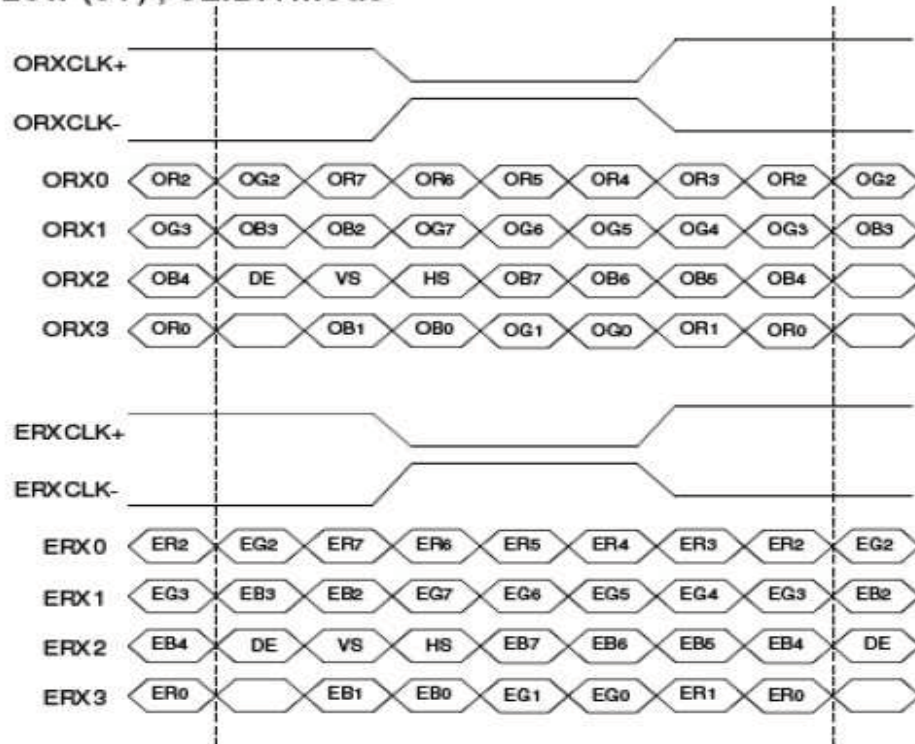 ORXCLK+
ORXCLK-
ORX0 OR2 OG2 OR7 OR6 OR5 OR4 OR3 OR2 OG2
ORX1 OG3 OB3 OB2 OG7 OG6 OG5 OG4 OG3 OB3
ORX2 OB4 DE VS HS OB7 OB6 OB5 OB4
ORX3 OR0 OB1 OB0 OG1 OG0 OR1 OR0
ERXCLK+
ERXCLK-
ERX0 ER2 EG2 ER7 ER6 ER5 ER4 ER3 ER2 EG2
ERX1 EG3 EB3 EB2 EG7 EG6 EG5 EG4 EG3 EB2
ERX2 EB4 DE VS HS EB7 EB6 EB5 EB4 DE
ERX3 ER0 EB1 EB0 EG1 EG0 ER1 ER0